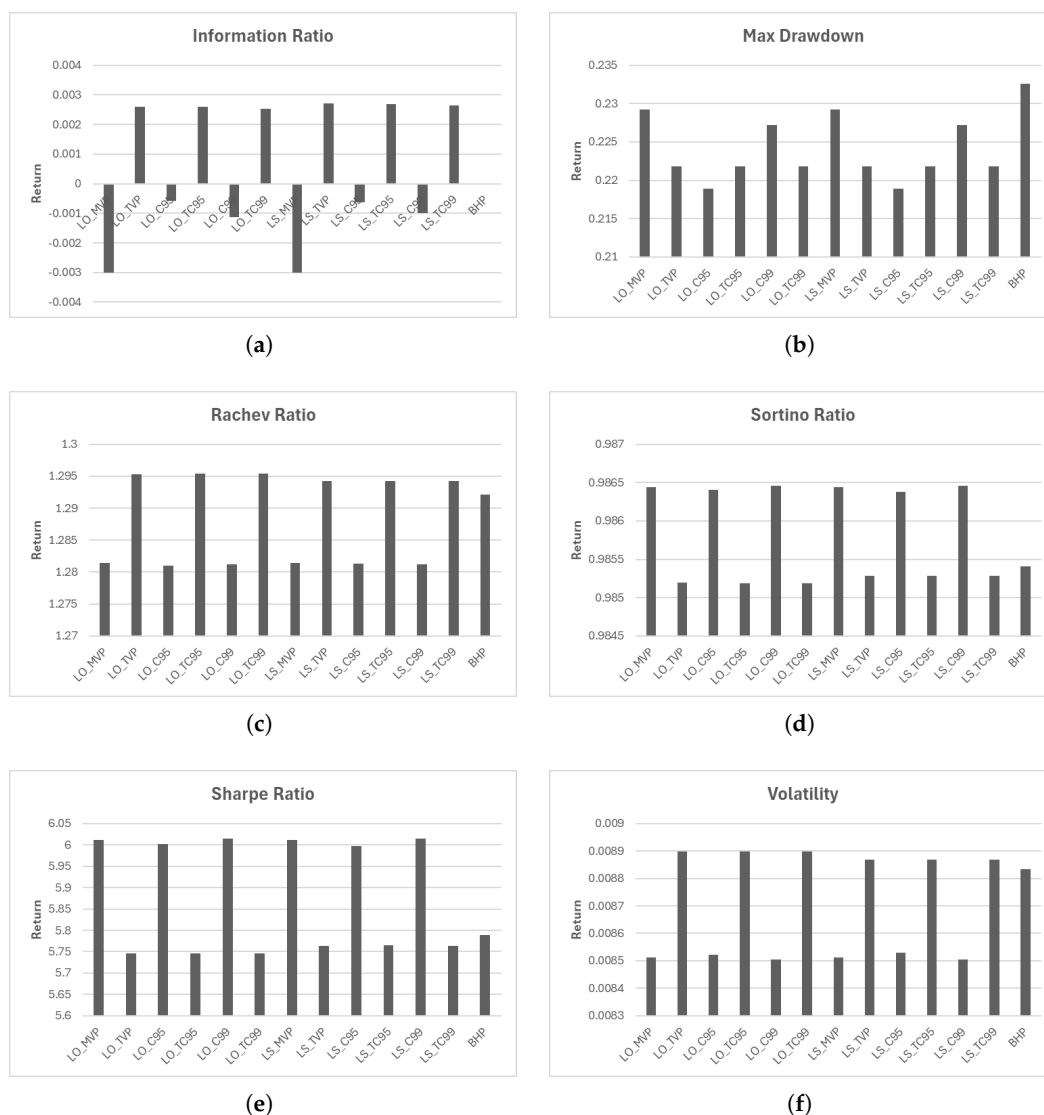 Information Ratio
Return
0.004
0.003
0.002
0.001
0
-0.001
-0.002
-0.003
-0.004
LO_MVP LO_TVP LO_C95 LO_TC95 LO_C99 LO_TC99 LS_MVP LS_TVP LS_C95 LS_TC95 LS_C99 LS_TC99 BHP
(a)
Max Drawdown
Return
0.235
0.23
0.225
0.22
0.215
0.21
LO_MVP LO_TVP LO_C95 LO_TC95 LO_C99 LO_TC99 LS_MVP LS_TVP LS_C95 LS_TC95 LS_C99 LS_TC99 BHP
(b)
Rachev Ratio
Return
1.3
1.295
1.29
1.285
1.28
1.275
1.27
LO_MVP LO_TVP LO_C95 LO_TC95 LO_C99 LO_TC99 LS_MVP LS_TVP LS_C95 LS_TC95 LS_C99 LS_TC99 BHP
(c)
Sortino Ratio
Return
0.987
0.9865
0.986
0.9855
0.985
0.9845
LO_MVP LO_TVP LO_C95 LO_TC95 LO_C99 LO_TC99 LS_MVP LS_TVP LS_C95 LS_TC95 LS_C99 LS_TC99 BHP
(d)
Sharpe Ratio
Return
6.05
6
5.95
5.9
5.85
5.8
5.75
5.7
5.65
5.6
LO_MVP LO_TVP LO_C95 LO_TC95 LO_C99 LO_TC99 LS_MVP LS_TVP LS_C95 LS_TC95 LS_C99 LS_TC99 BHP
(e)
Volatility
Return
0.009
0.0089
0.0088
0.0087
0.0086
0.0085
0.0084
0.0083
LO_MVP LO_TVP LO_C95 LO_TC95 LO_C99 LO_TC99 LS_MVP LS_TVP LS_C95 LS_TC95 LS_C99 LS_TC99 BHP
(f)